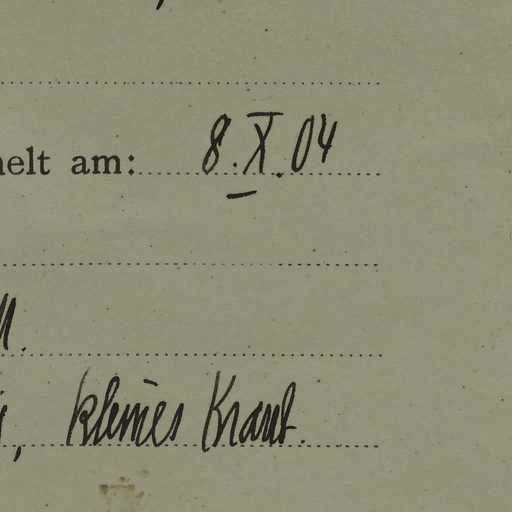 helt am: 8.X.04
kleines Kraut.